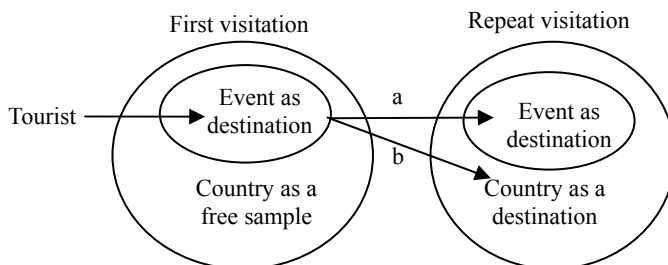 First visitation
Repeat visitation
Tourist
Event as
destination
a
b
Event as
destination
Country as a
free sample
Country as a
destination